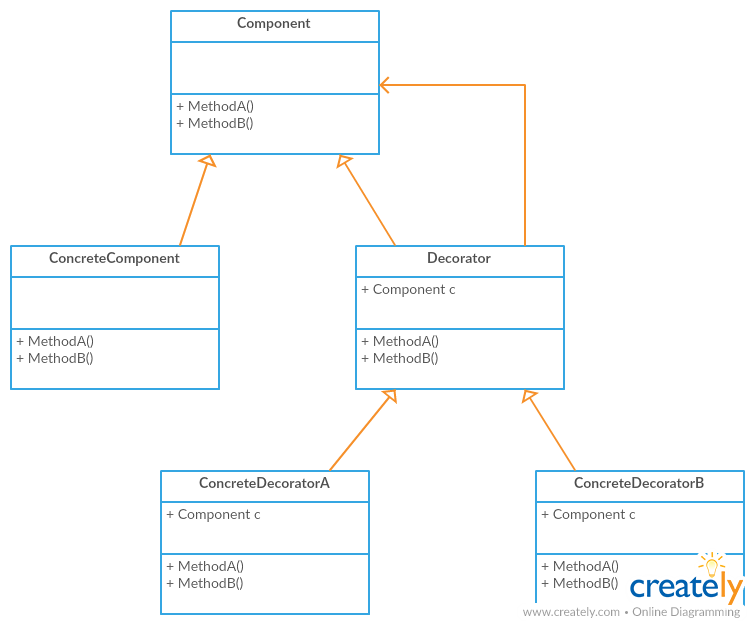 Component
+ MethodA()
+ MethodB()
ConcreteComponent
+ MethodA()
+ MethodB()
Decorator
+ Component c
+ MethodA()
+ MethodB()
ConcreteDecoratorA
+ Component c
+ MethodA()
+ MethodB()
ConcreteDecoratorB
+ Component c
+ MethodA()
+ MethodB()
creately
www.creately.com • Online Diagramming